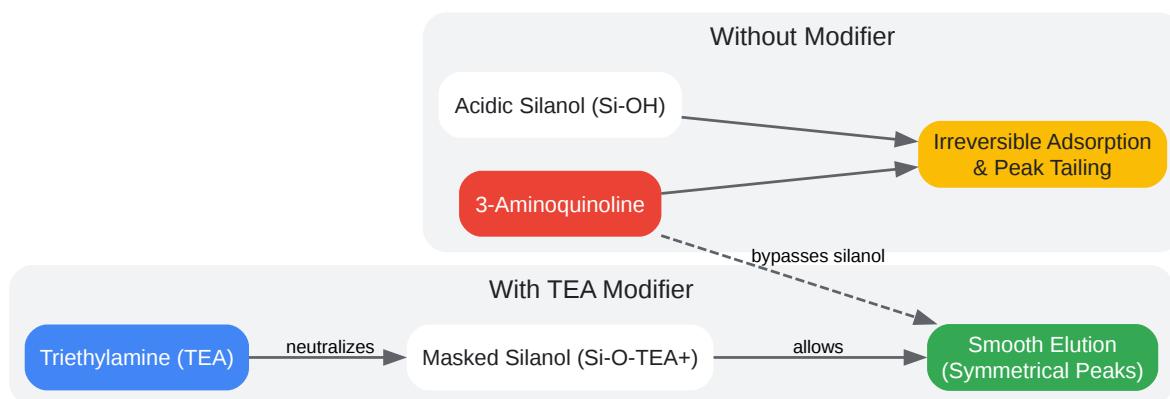 Without Modifier
Acidic Silanol (Si-OH)
Irreversible Adsorption
& Peak Tailing
3-Aminoquinoline
bypasses silanol
With TEA Modifier
Triethylamine (TEA)
neutralizes
Masked Silanol (Si-O-TEA+)
allows
Smooth Elution
(Symmetrical Peaks)